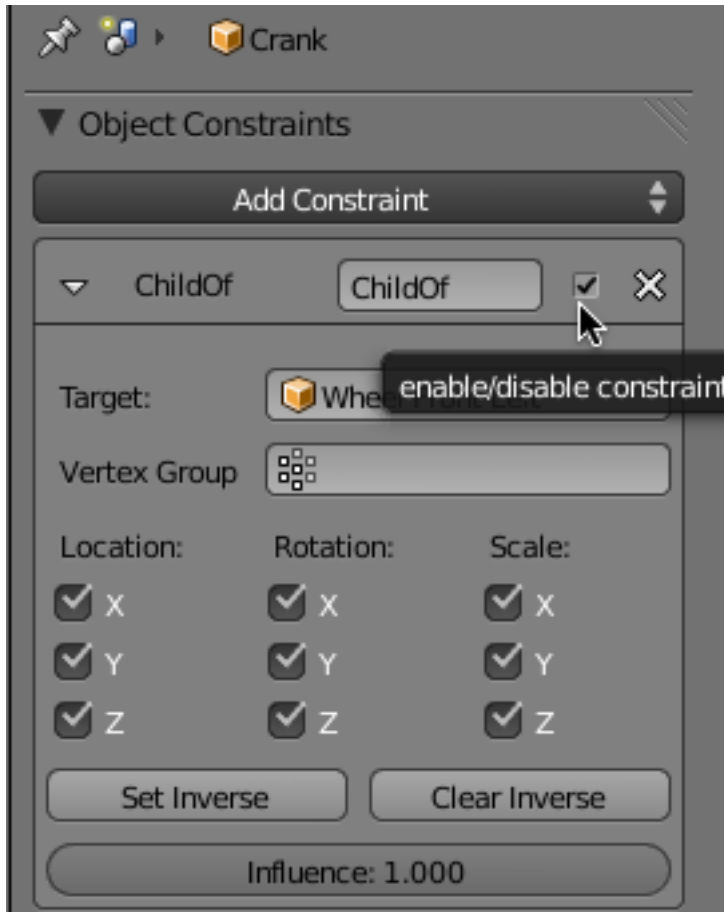 Crank
Object Constraints
Add Constraint
ChildOf ChildOf
Target: Whe
enable/disable constraint
Vertex Group
Location: Rotation: Scale:
X X X
Y Y Y
Z Z Z
Set Inverse Clear Inverse
Influence: 1.000